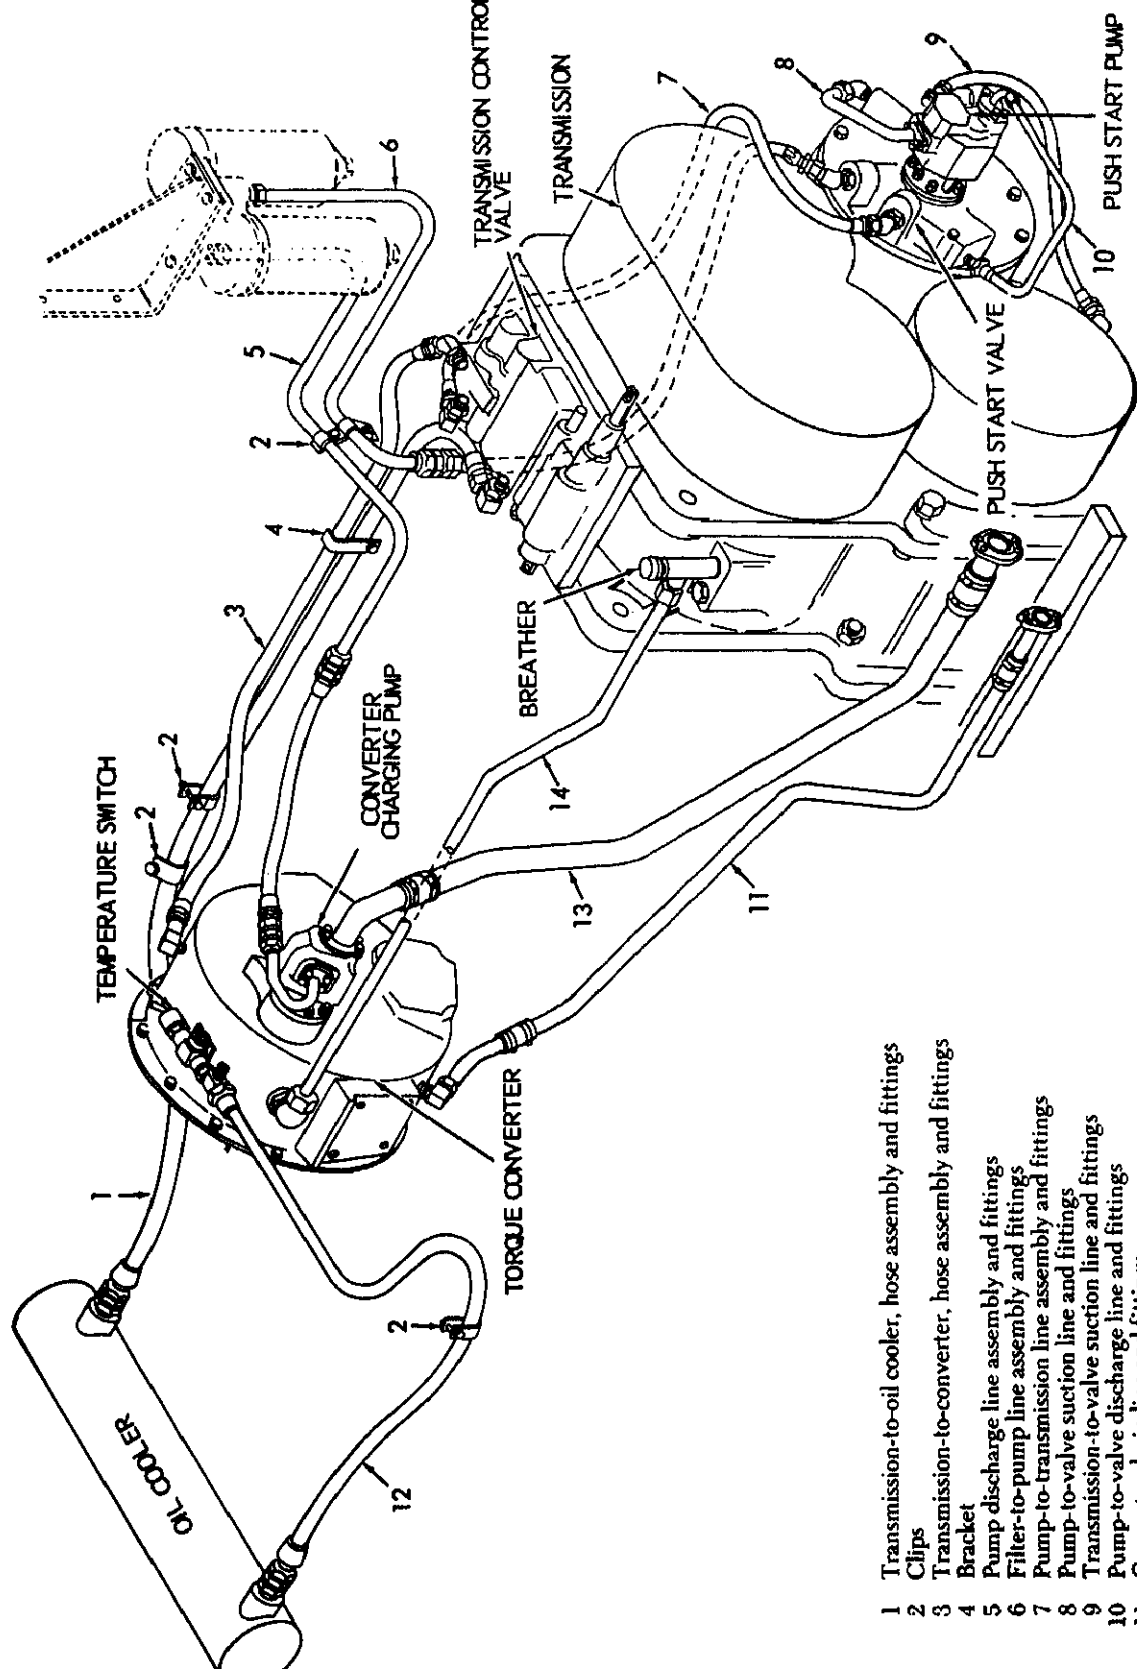 TRANSMISSION CONTROL
VALVE
TRANSMISSION
7
8
9
PUSH START PUMP
10
PUSH START VALVE
6
5
2
4
3
2
2
TEMPERATURE SWITCH
CONVERTER
CHARGING PUMP
BREATHER
14
13
11
1
TORQUE CONVERTER
2
12
OIL COOLER
1 Transmission-to-oil cooler, hose assembly and fittings
2 Clips
3 Transmission-to-converter, hose assembly and fittings
4 Bracket
5 Pump discharge line assembly and fittings
6 Filter-to-pump line assembly and fittings
7 Pump-to-transmission line assembly and fittings
8 Pump-to-valve suction line and fittings
9 Transmission-to-valve suction line and fittings
10 Pump-to-valve discharge line and fittings